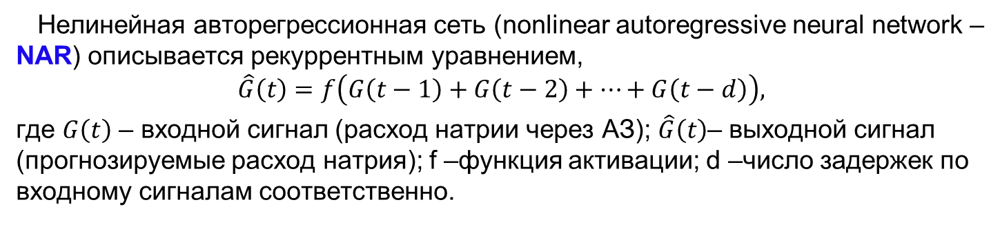 Нелинейная авторегрессионная сеть (nonlinear autoregressive neural network –
NAR) описывается рекуррентным уравнением,
Ĝ(t) = f(G(t − 1) + G(t − 2) + ⋯ + G(t − d)),
где G(t) – входной сигнал (расход натрии через АЗ); Ĝ(t)– выходной сигнал
(прогнозируемые расход натрия); f –функция активации; d –число задержек по
входному сигналам соответственно.